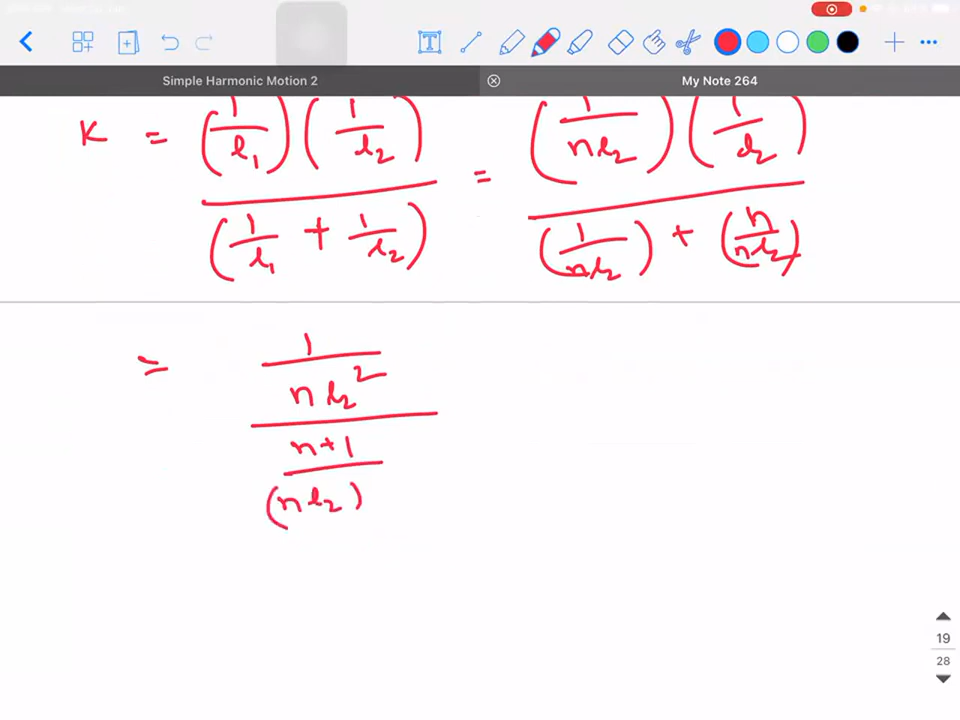 Simple Harmonic Motion 2
My Note 264
K = (1/l₁)(1/l₂) / (1/l₁ + 1/l₂) = (1/nl₂)(1/l₂) / (1/nl₂) + (n/nl₂)
= 1/nl₂² / n+1/(nl₂)
19
28